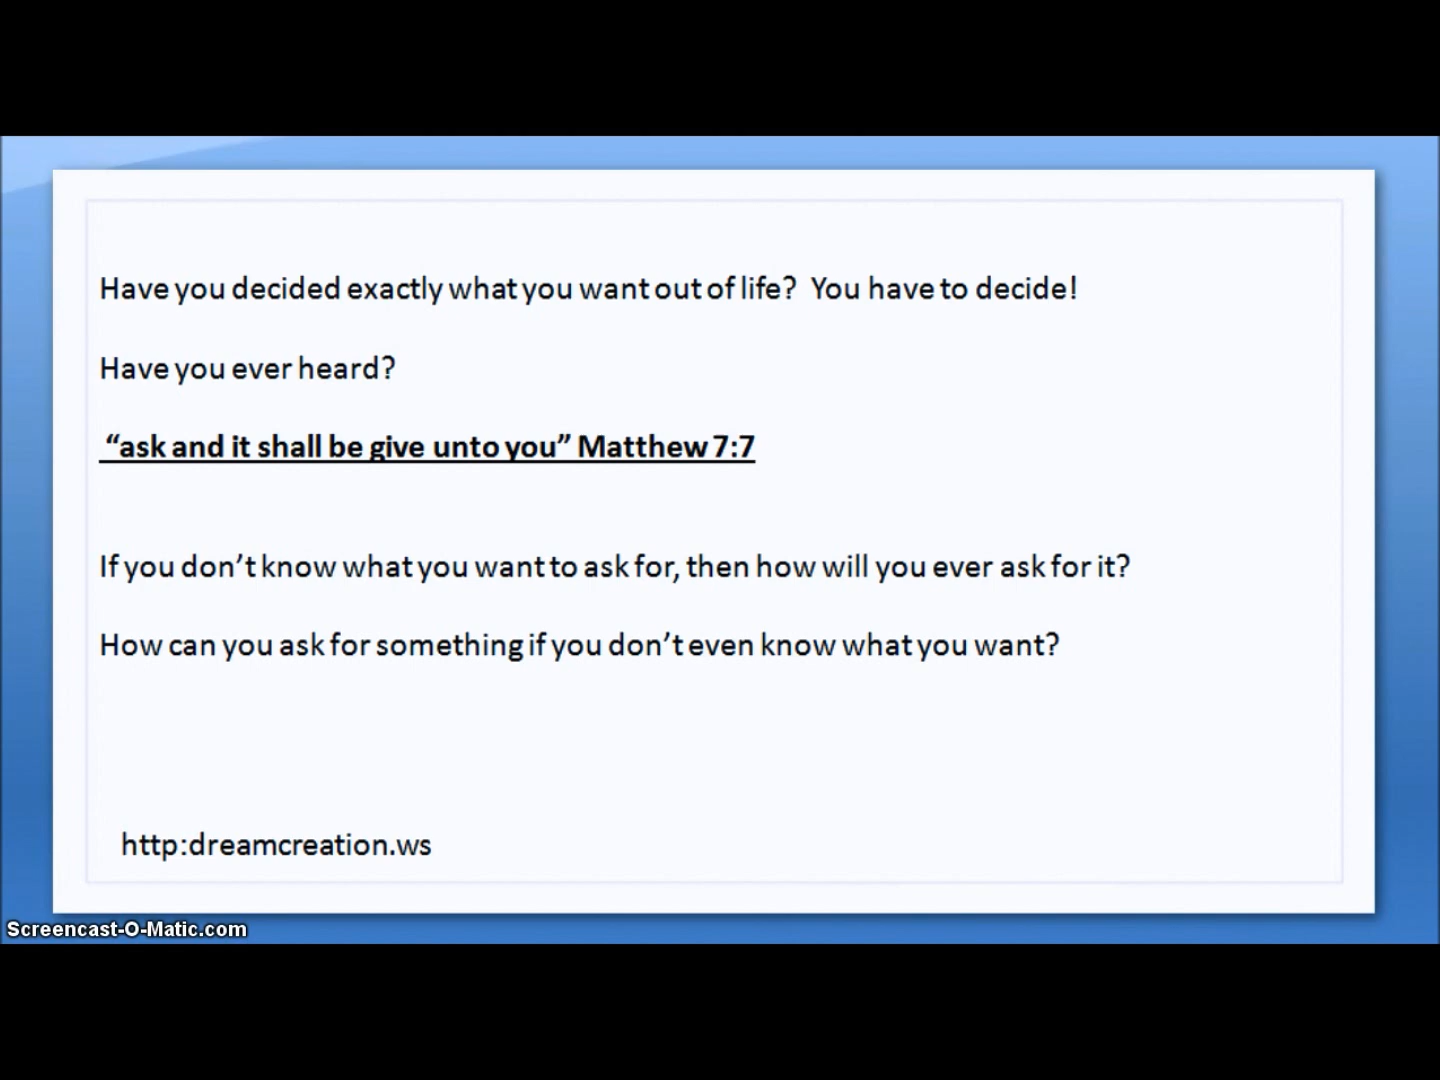 Have you decided exactly what you want out of life?  You have to decide!
Have you ever heard?
“ask and it shall be give unto you” Matthew 7:7
If you don’t know what you want to ask for, then how will you ever ask for it?
How can you ask for something if you don’t even know what you want?
http:dreamcreation.ws
Screencast-O-Matic.com